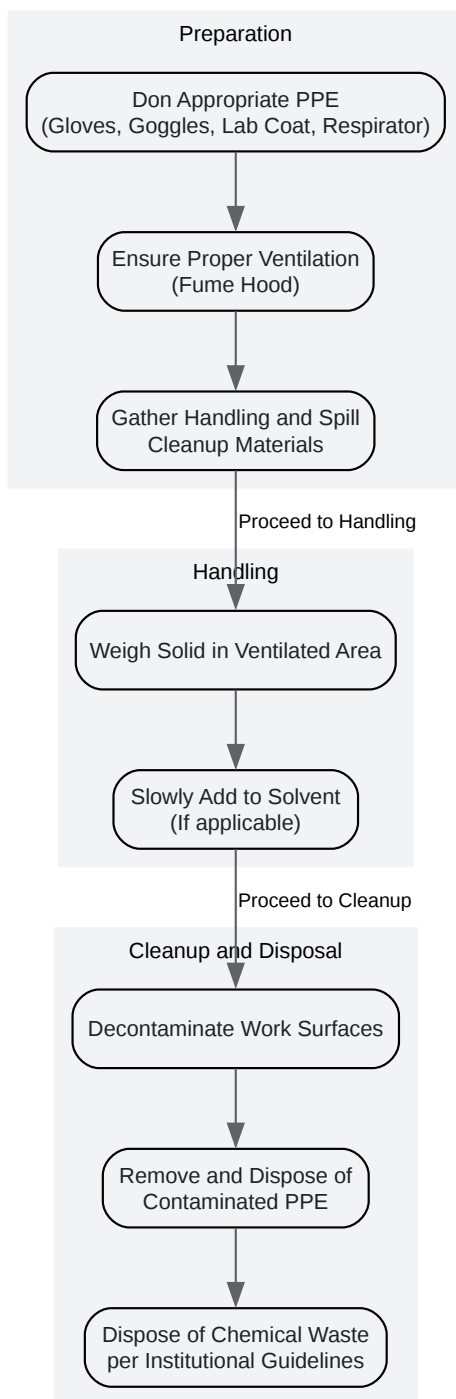 Preparation
Don Appropriate PPE
(Gloves, Goggles, Lab Coat, Respirator)
Ensure Proper Ventilation
(Fume Hood)
Gather Handling and Spill
Cleanup Materials
Proceed to Handling
Handling
Weigh Solid in Ventilated Area
Slowly Add to Solvent
(If applicable)
Proceed to Cleanup
Cleanup and Disposal
Decontaminate Work Surfaces
Remove and Dispose of
Contaminated PPE
Dispose of Chemical Waste
per Institutional Guidelines